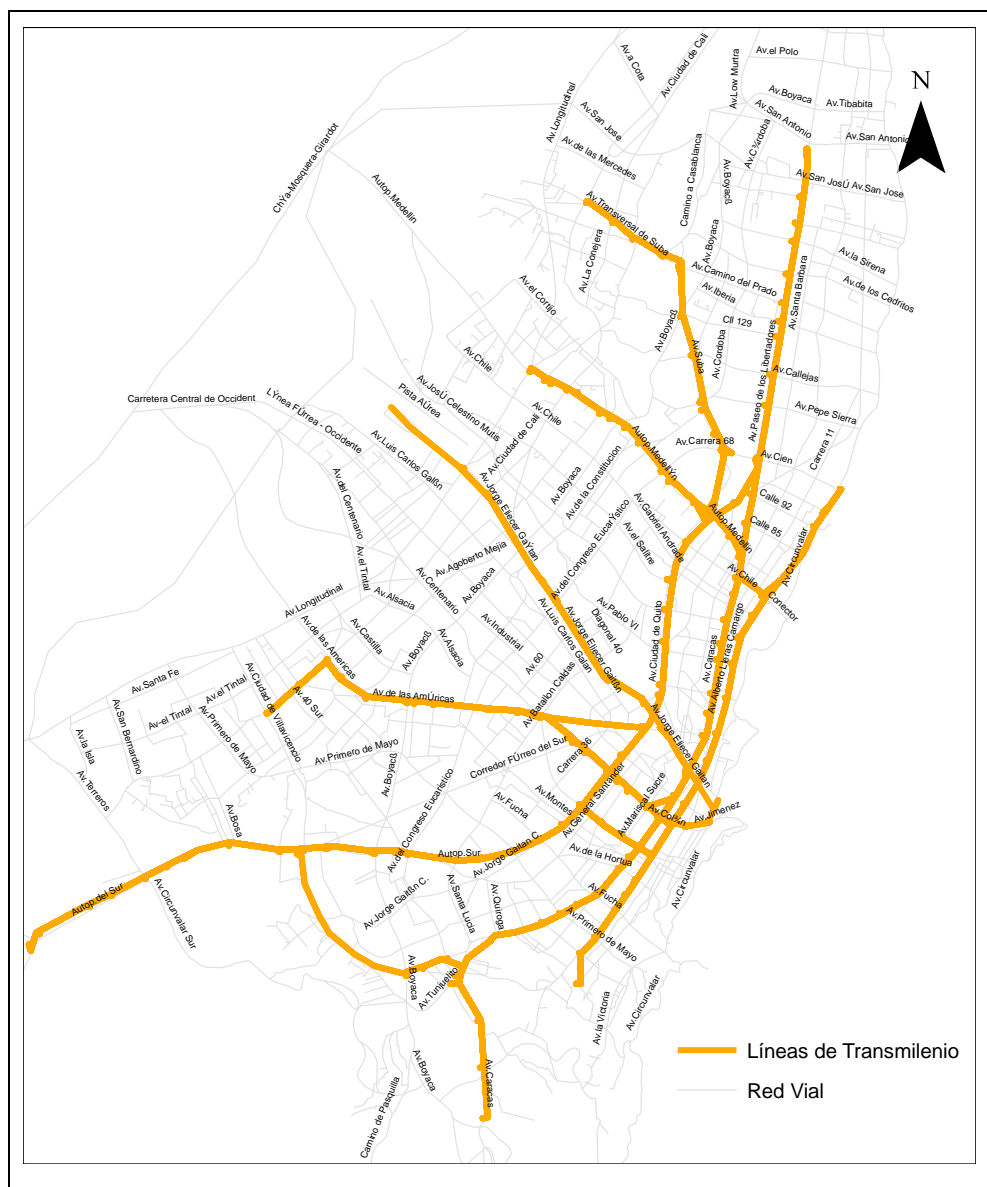 Av.el Polo
Av.a Cota
Av.Ciudad de Cali
Av.Low Murtra
Av.Boyaca
Av.Tibabita
N
Av.Longitudinal
Av.San Jose
Av.San Antonio
Av.San Antonio
Av.C¾rdoba
Av.de las Mercedes
ChÝa-Mosquera-Girardot
Autop.Medellin
Camino a Casablanca
Av.Boyacß
Av.San JosÚ
Av.San Jose
Av.Transversal de Suba
Av.La Conejera
Av.Boyaca
Av.la Sirena
Av.Camino del Prado
Av.de los Cedritos
Av.Santa Barbara
Av.Iberia
Av.el Cortijo
Cll 129
Av.Boyacß
Av.Suba
Av.Cordoba
Av.Paseo de los Libertadores
Av.Chile
Av.Callejas
Av.JosÚ Celestino Mutis
Pista AÚrea
LÝnea FÚrrea - Occidente
Carretera Central de Occident
Av.Chile
Av.Pepe Sierra
Carrera 11
Av.Luis Carlos Galßn
Av.Ciudad de Cali
Autop.MedellÝn
Av.Carrera 68
Av.Cien
Av.Boyaca
Av.de la Constitucion
Av.del Centenario
Av.Jorge Eliecer GaÝtan
Calle 92
Av.Gabriel Andrade
Autop.Medellin
Calle 85
Av.el Salitre
Av.del Congreso EucarÝstico
Av.Circunvalar
Av.el Tintal
Av.Agoberto Mejia
Av.Boyaca
Av.Chile
Conector
Av.Centenario
Av.Longitudinal
Av.Alsacia
Av.Pablo VI
Diagonal 40
Av.Luis Carlos Galan
Av.Jorge Eliecer Gaitßn
Av.Industrial
Av.Alsacia
Av.Castilla
Av.de las Americas
Av.Boyacß
Av.60
Av.Ciudad de Quito
Av.Caracas
Av.Alberto Lleras Camargo
Av.Santa Fe
Av.el Tintal
Av.Ciudad de Villavicencio
Av.40 Sur
Av.de las AmÚricas
Av.Batallon Caldas
Av.San Bernardino
Av-el Tintal
Av.Primero de Mayo
Av.la Isla
Av.Primero de Mayo
Av.Boyacß
Corredor FÚrreo del Sur
Carrera 36
Av.Jorge Eliecer Gaitan
Av.Terreros
Av.del Congreso Eucaristico
Av.Fucha
Av.Montes
Av.General Santander
Av.Mariscal Sucre
Av.Bosa
Av.Jimenez
Autop.Sur
Av.Jorge Gaitan C.
Av.de la Hortua
Av.Circunvalar
Autop.del Sur
Av.Circunvalar Sur
Av.Jorge Gaitßn C.
Av.Santa Lucia
Av.Quiroga
Av.Fucha
Av.Primero de Mayo
Av.Boyaca
Av.Tunjuelito
Av.la Victoria
Av.Circunvalar
Av.Boyaca
Av.Caracas
Camino de Pasquilla
Líneas de Transmilenio
Red Vial